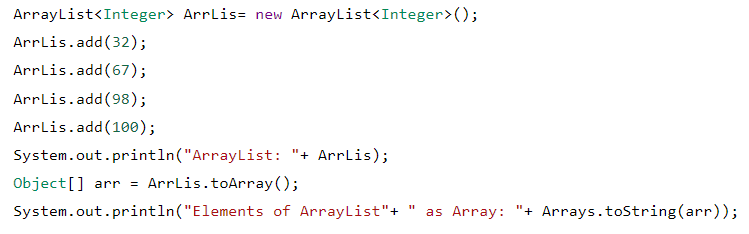 ArrayList<Integer> ArrLis= new ArrayList<Integer>();
ArrLis.add(32);
ArrLis.add(67);
ArrLis.add(98);
ArrLis.add(100);
System.out.println("ArrayList: "+ ArrLis);
Object[] arr = ArrLis.toArray();
System.out.println("Elements of ArrayList"+ " as Array: "+ Arrays.toString(arr));